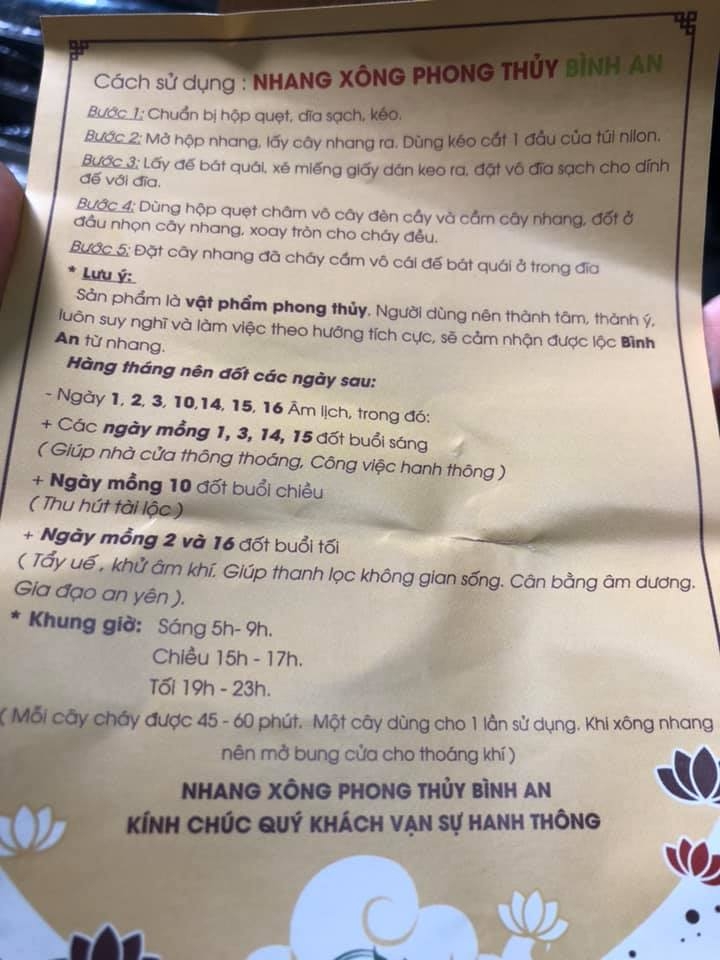 Cách sử dụng : NHANG XÔNG PHONG THỦY BÌNH AN
Bước 1: Chuẩn bị hộp quẹt, dĩa sạch, kéo.
Bước 2: Mở hộp nhang, lấy cây nhang ra. Dùng kéo cắt 1 đầu của túi nilon.
Bước 3: Lấy đế bát quái, xé miếng giấy dán keo ra, đặt vô đĩa sạch cho dính
đế với đĩa.
Bước 4: Dùng hộp quẹt châm vô cây đèn cầy và cầm cây nhang, đốt ở
đầu nhọn cây nhang, xoay tròn cho cháy đều.
Bước 5: Đặt cây nhang đã cháy cắm vô cái đế bát quái ở trong đĩa
* Lưu ý:
Sản phẩm là vật phẩm phong thủy. Người dùng nên thành tâm, thành ý,
luôn suy nghĩ và làm việc theo hướng tích cực, sẽ cảm nhận được lộc Bình
An từ nhang.
Hàng tháng nên đốt các ngày sau:
- Ngày 1, 2, 3, 10,14, 15, 16 Âm lịch, trong đó:
+ Các ngày mồng 1, 3, 14, 15 đốt buổi sáng
( Giúp nhà cửa thông thoáng, Công việc hanh thông )
+ Ngày mồng 10 đốt buổi chiều
( Thu hút tài lộc )
+ Ngày mồng 2 và 16 đốt buổi tối
( Tẩy uế , khử âm khí. Giúp thanh lọc không gian sống. Cân bằng âm dương.
Gia đạo an yên ).
* Khung giờ: Sáng 5h- 9h.
Chiều 15h - 17h.
Tối 19h - 23h.
( Mỗi cây cháy được 45 - 60 phút. Một cây dùng cho 1 lần sử dụng. Khi xông nhang
nên mở bung cửa cho thoáng khí )
NHANG XÔNG PHONG THỦY BÌNH AN
KÍNH CHÚC QUÝ KHÁCH VẠN SỰ HANH THÔNG